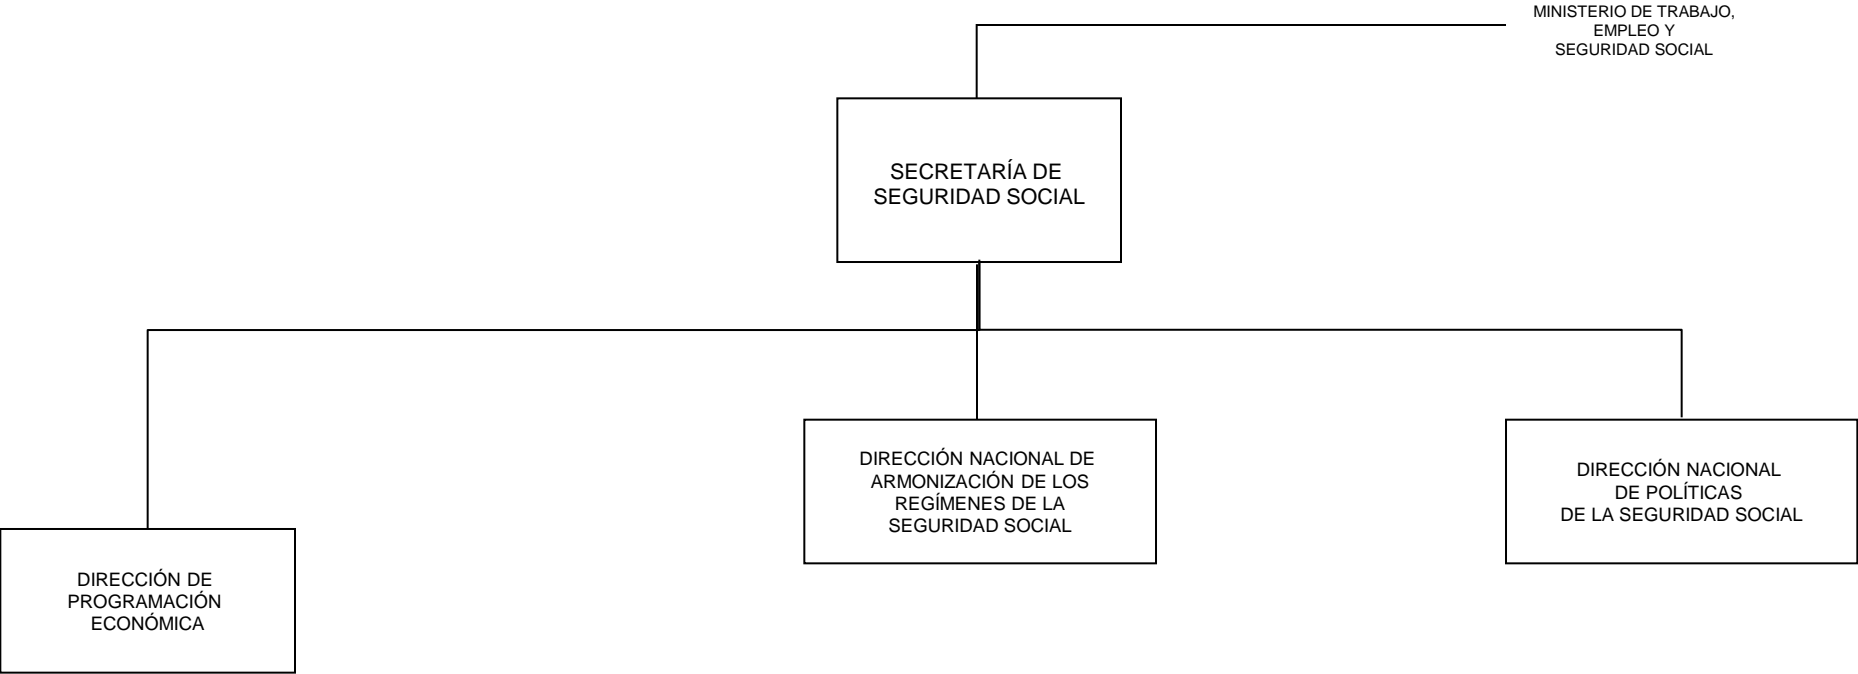 MINISTERIO DE TRABAJO,
EMPLEO Y
SEGURIDAD SOCIAL
SECRETARÍA DE
SEGURIDAD SOCIAL
DIRECCIÓN NACIONAL DE
ARMONIZACIÓN DE LOS
REGÍMENES DE LA
SEGURIDAD SOCIAL
DIRECCIÓN NACIONAL
DE POLÍTICAS
DE LA SEGURIDAD SOCIAL
DIRECCIÓN DE
PROGRAMACIÓN
ECONÓMICA